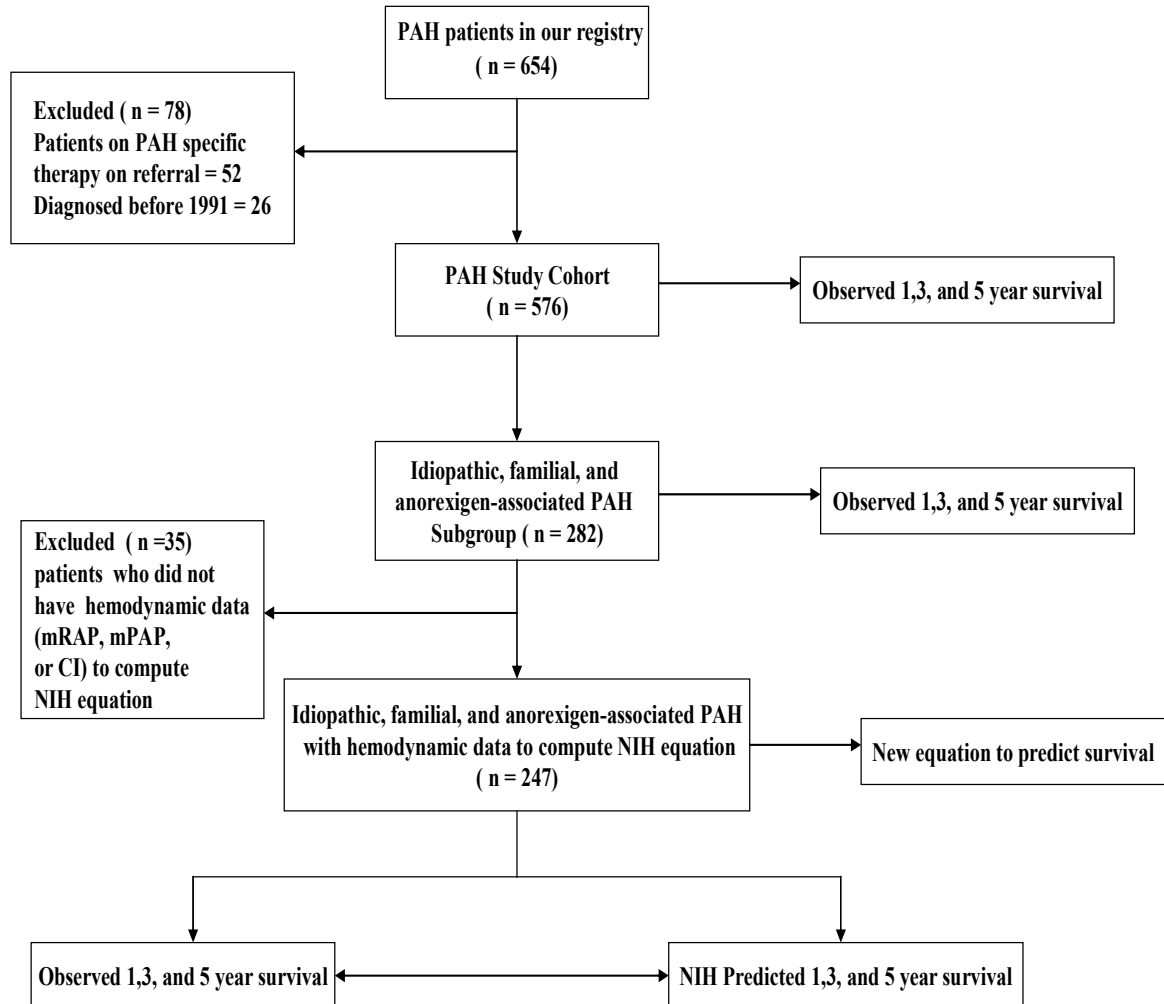 PAH patients in our registry
( n = 654)
Excluded ( n = 78)
Patients on PAH specific
therapy on referral = 52
Diagnosed before 1991 = 26
PAH Study Cohort
( n = 576)
Observed 1,3, and 5 year survival
Idiopathic, familial, and
anorexigen-associated PAH
Subgroup ( n = 282)
Observed 1,3, and 5 year survival
Excluded ( n =35)
patients who did not
have hemodynamic data
(mRAP, mPAP,
or CI) to compute
NIH equation
Idiopathic, familial, and anorexigen-associated PAH
with hemodynamic data to compute NIH equation
( n = 247)
New equation to predict survival
Observed 1,3, and 5 year survival
NIH Predicted 1,3, and 5 year survival